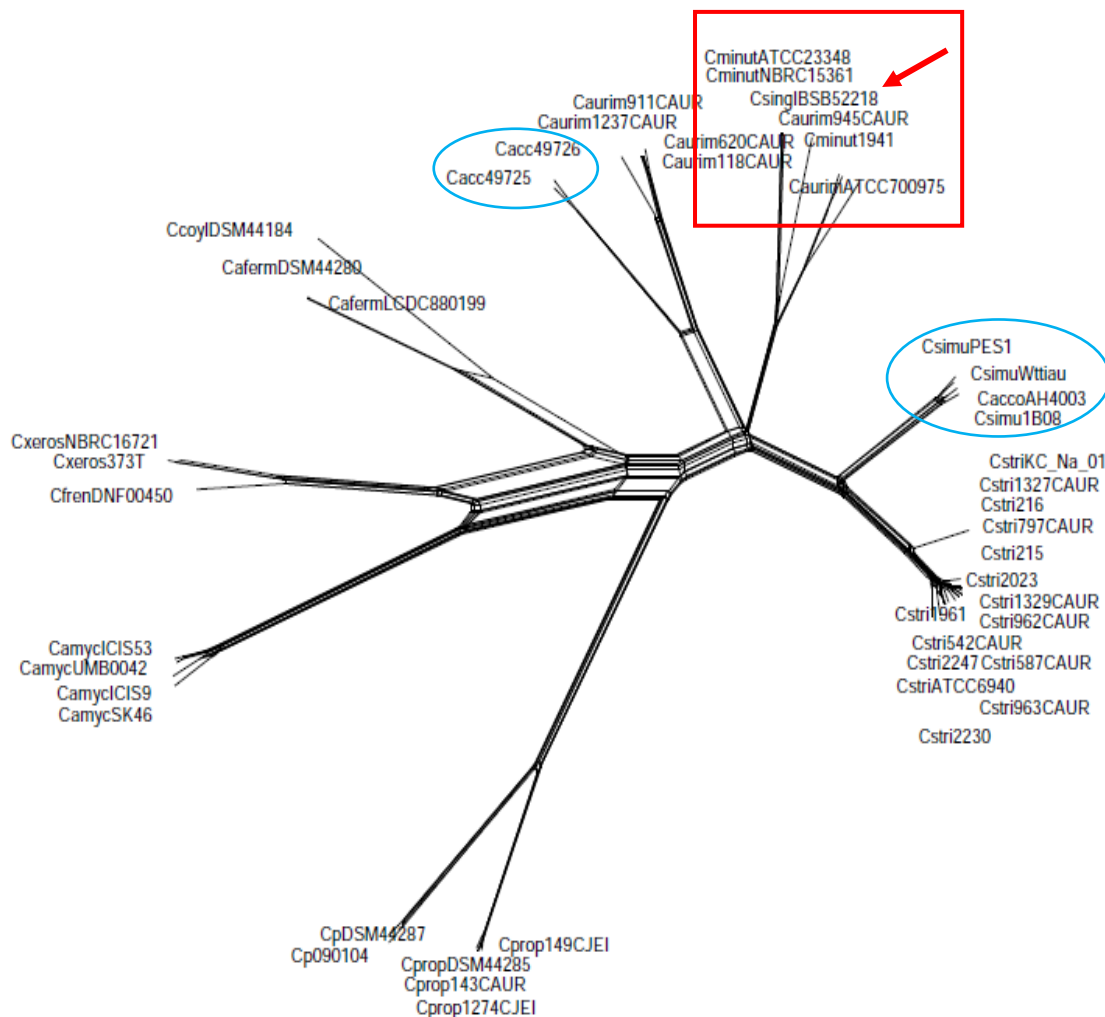 CminutATCC23348
CminutNBRC15361
CsingIBSB52218
Caurim911CAUR
Caurim945CAUR
Caurim1237CAUR
Caurim620CAUR
Cminut1941
Cacc49726
Caurim118CAUR
Cacc49725
CaurimATCC700975
CcoylDSM44184
CafermDSM44280
CafermLCDC880199
CsimuPES1
CsimuWttiau
CaccoAH4003
Csimu1B08
CxerosNBRC16721
Cxeros373T
CfrenDNF00450
CstriKC_Na_01
Cstri1327CAUR
Cstri216
Cstri797CAUR
Cstri215
Cstri2023
Cstri1329CAUR
Cstri1961
Cstri962CAUR
Cstri542CAUR
Cstri2247 Cstri587CAUR
CstriATCC6940
Cstri963CAUR
Cstri2230
CamycICIS53
CamycUMB0042
CamycICIS9
CamycSK46
CpDSM44287
Cp090104
Cprop149CJEI
CpropDSM44285
Cprop143CAUR
Cprop1274CJEI